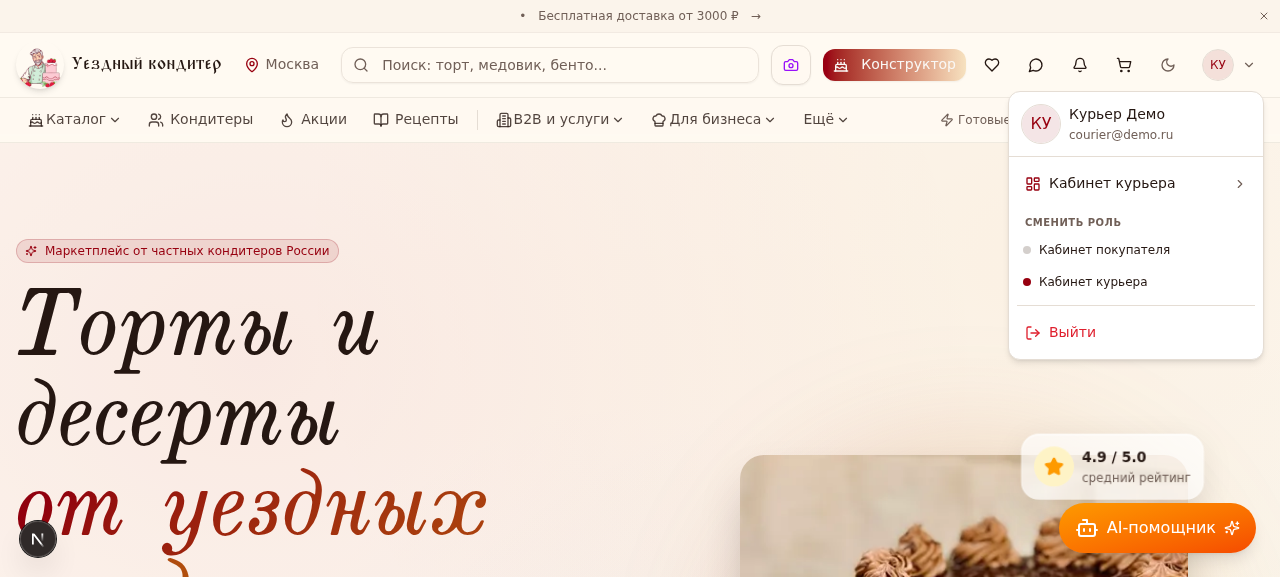 • Бесплатная доставка от 3000 ₽ →
Уездный кондитер
Москва
Поиск: торт, медовик, бенто...
Конструктор
КУ
Каталог
Кондитеры
Акции
Рецепты
B2B и услуги
Для бизнеса
Ещё
Готовые
КУ
Курьер Демо
courier@demo.ru
Кабинет курьера
СМЕНИТЬ РОЛЬ
Кабинет покупателя
Кабинет курьера
Выйти
Маркетплейс от частных кондитеров России
Торты и
десерты
от уездных
4.9 / 5.0
средний рейтинг
AI-помощник
N